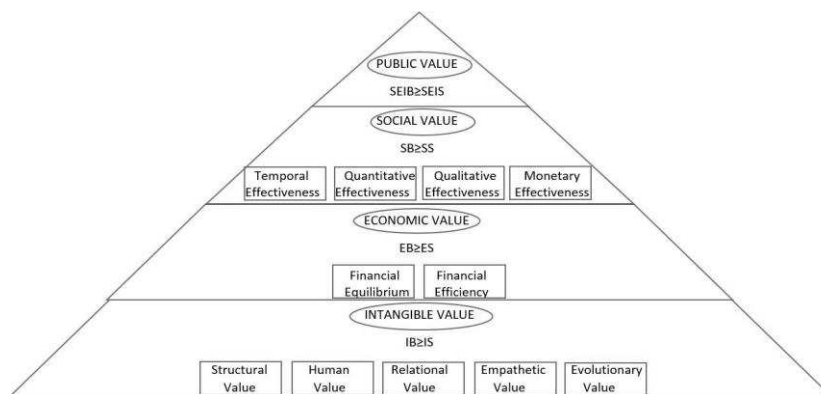 PUBLIC VALUE
SEIB≥SEIS
SOCIAL VALUE
SB≥SS
Temporal Effectiveness
Quantitative Effectiveness
Qualitative Effectiveness
Monetary Effectiveness
ECONOMIC VALUE
EB≥ES
Financial Equilibrium
Financial Efficiency
INTANGIBLE VALUE
IB≥IS
Structural Value
Human Value
Relational Value
Empathetic Value
Evolutionary Value